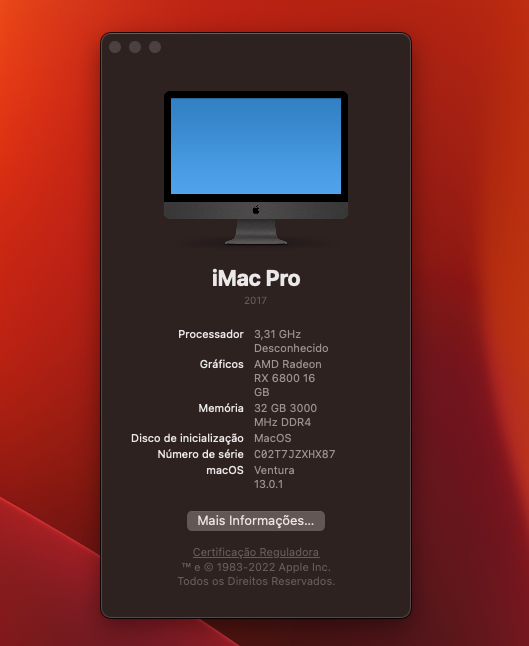 iMac Pro
2017
Processador 3,31 GHz
Desconhecido
Gráficos AMD Radeon
RX 6800 16
GB
Memória 32 GB 3000
MHz DDR4
Disco de inicialização MacOS
Número de série C02T7JZXHX87
macOS Ventura
13.0.1
Mais Informações...
Certificação Reguladora
™ e © 1983-2022 Apple Inc.
Todos os Direitos Reservados.